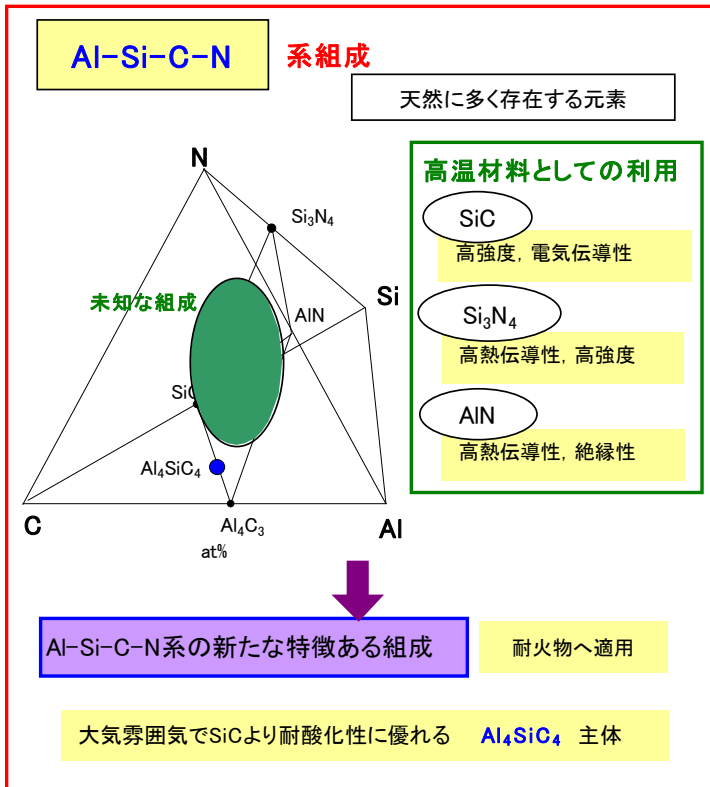 Al-Si-C-N 系組成
天然に多く存在する元素
高温材料としての利用
SiC
高強度, 電気伝導性
Si₃N₄
高熱伝導性, 高強度
AlN
高熱伝導性, 絶縁性
N
Si₃N₄
Si
未知な組成
AlN
SiC
Al₄SiC₄
C
Al₄C₃
Al
at%
Al-Si-C-N系の新たな特徴ある組成
耐火物へ適用
大気雰囲気でSiCより耐酸化性に優れる Al₄SiC₄ 主体